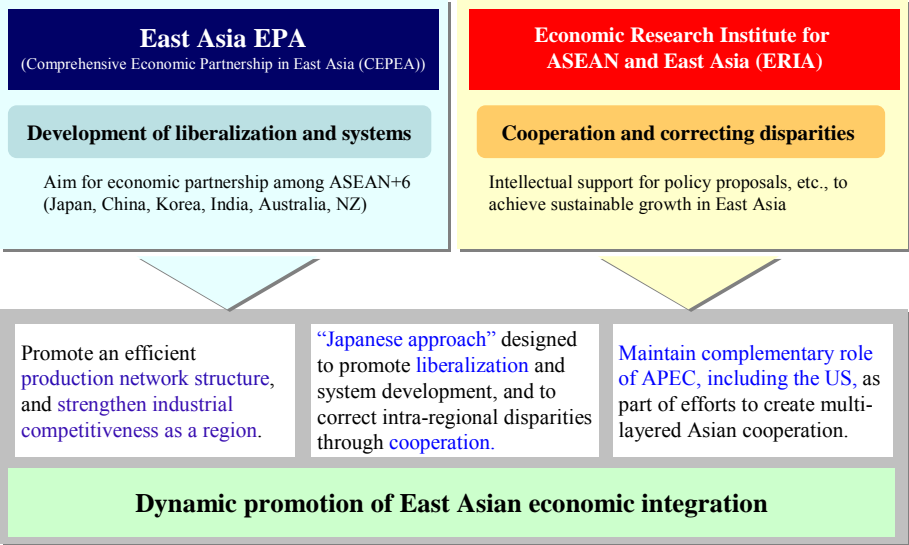 East Asia EPA
(Comprehensive Economic Partnership in East Asia (CEPEA))
Development of liberalization and systems
Aim for economic partnership among ASEAN+6
(Japan, China, Korea, India, Australia, NZ)
Economic Research Institute for
ASEAN and East Asia (ERIA)
Cooperation and correcting disparities
Intellectual support for policy proposals, etc., to
achieve sustainable growth in East Asia
Promote an efficient
production network structure,
and strengthen industrial
competitiveness as a region.
“Japanese approach” designed
to promote liberalization and
system development, and to
correct intra-regional disparities
through cooperation.
Maintain complementary role
of APEC, including the US, as
part of efforts to create multi-
layered Asian cooperation.
Dynamic promotion of East Asian economic integration